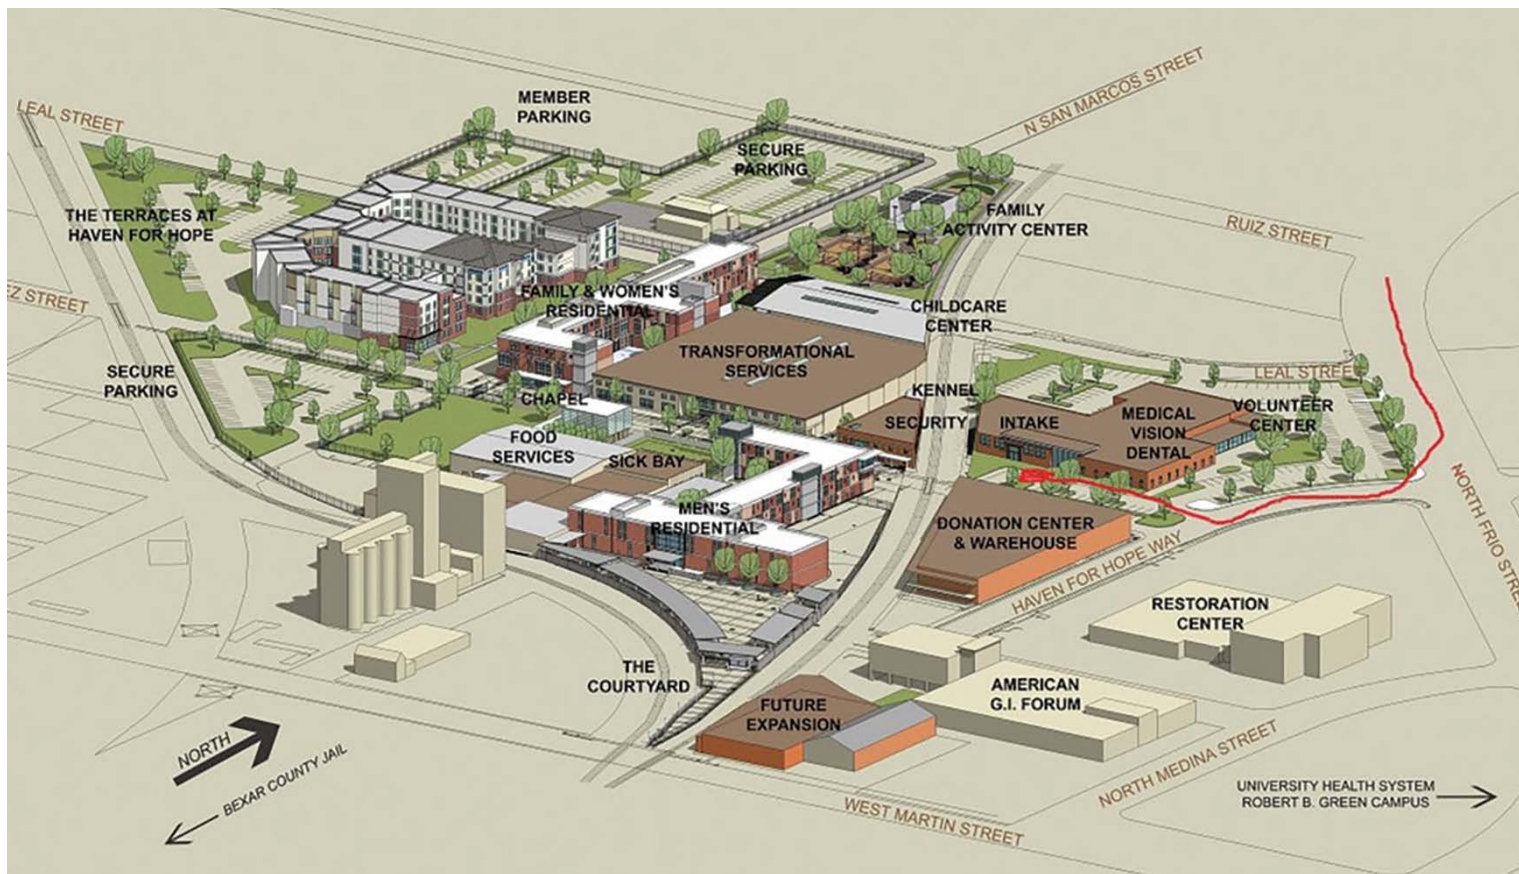 MEMBER
PARKING
N SAN MARCOS STREET
LEAL STREET
SECURE
PARKING
THE TERRACES AT
HAVEN FOR HOPE
FAMILY
ACTIVITY CENTER
RUIZ STREET
EZ STREET
FAMILY & WOMEN'S
RESIDENTIAL
CHILDCARE
CENTER
TRANSFORMATIONAL
SERVICES
SECURE
PARKING
LEAL STREE
KENNEL
CHAPEL
SECURITY
INTAKE
MEDICAL
VISION
DENTAL
VOLUNTEER
CENTER
FOOD
SERVICES
SICK BAY
MEN'S
RESIDENTIAL
DONATION CENTER
& WAREHOUSE
NORTH FRIO STREE
HAVEN FOR HOPE WAY
RESTORATION
CENTER
THE
COURTYARD
AMERICAN
G.I. FORUM
FUTURE
EXPANSION
NORTH
BEXAR COUNTY JAIL
NORTH MEDINA STREET
WEST MARTIN STREET
UNIVERSITY HEALTH SYSTEM
ROBERT B. GREEN CAMPUS